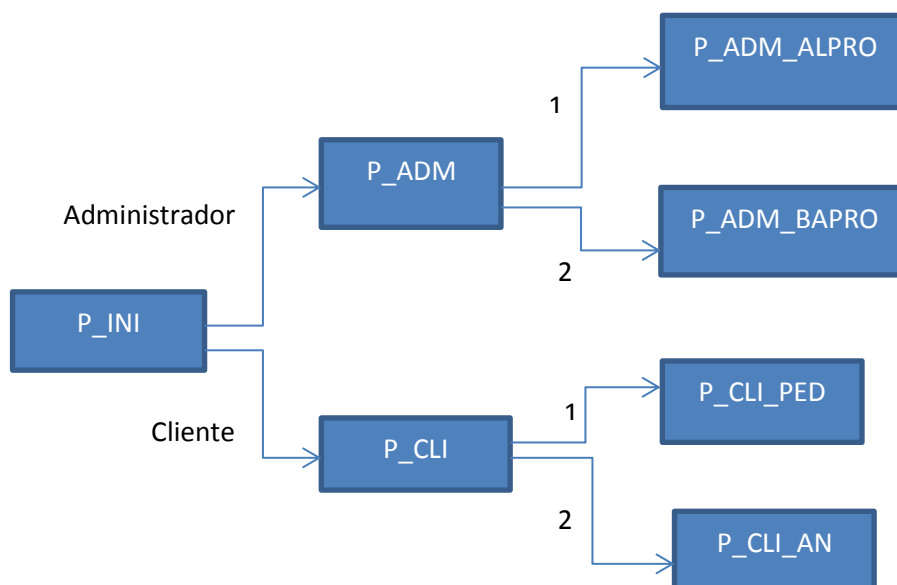 P_ADM_ALPRO
1
P_ADM
Administrador
P_ADM_BAPRO
2
P_INI
P_CLI_PED
1
Cliente
P_CLI
2
P_CLI_AN